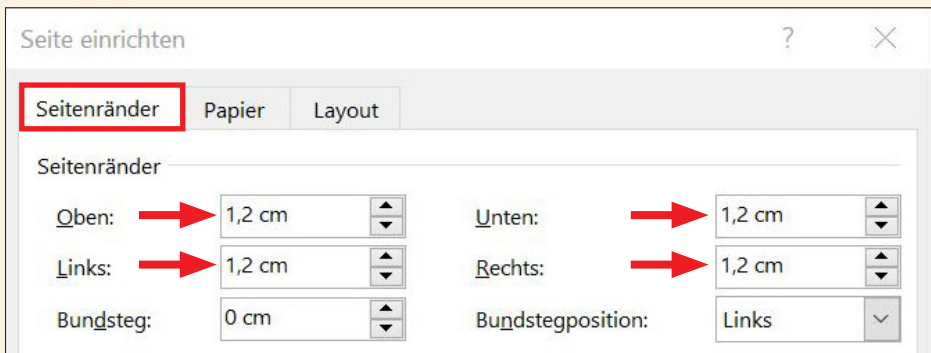 Seite einrichten ?
Seitenränder Papier Layout
Seitenränder
Oben: 1,2 cm Unten: 1,2 cm
Links: 1,2 cm Rechts: 1,2 cm
Bundsteg: 0 cm Bundstegposition: Links